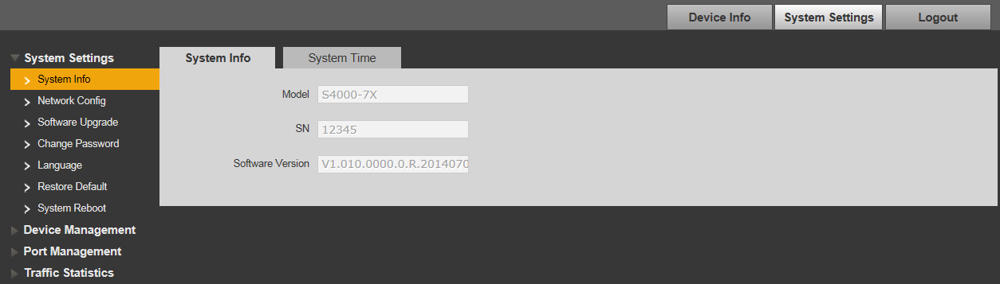 Device Info System Settings Logout
System Settings
System Info
Network Config
Software Upgrade
Change Password
Language
Restore Default
System Reboot
Device Management
Port Management
Traffic Statistics
System Info System Time
Model S4000-7X
SN 12345
Software Version V1.010.0000.0.R.2014070